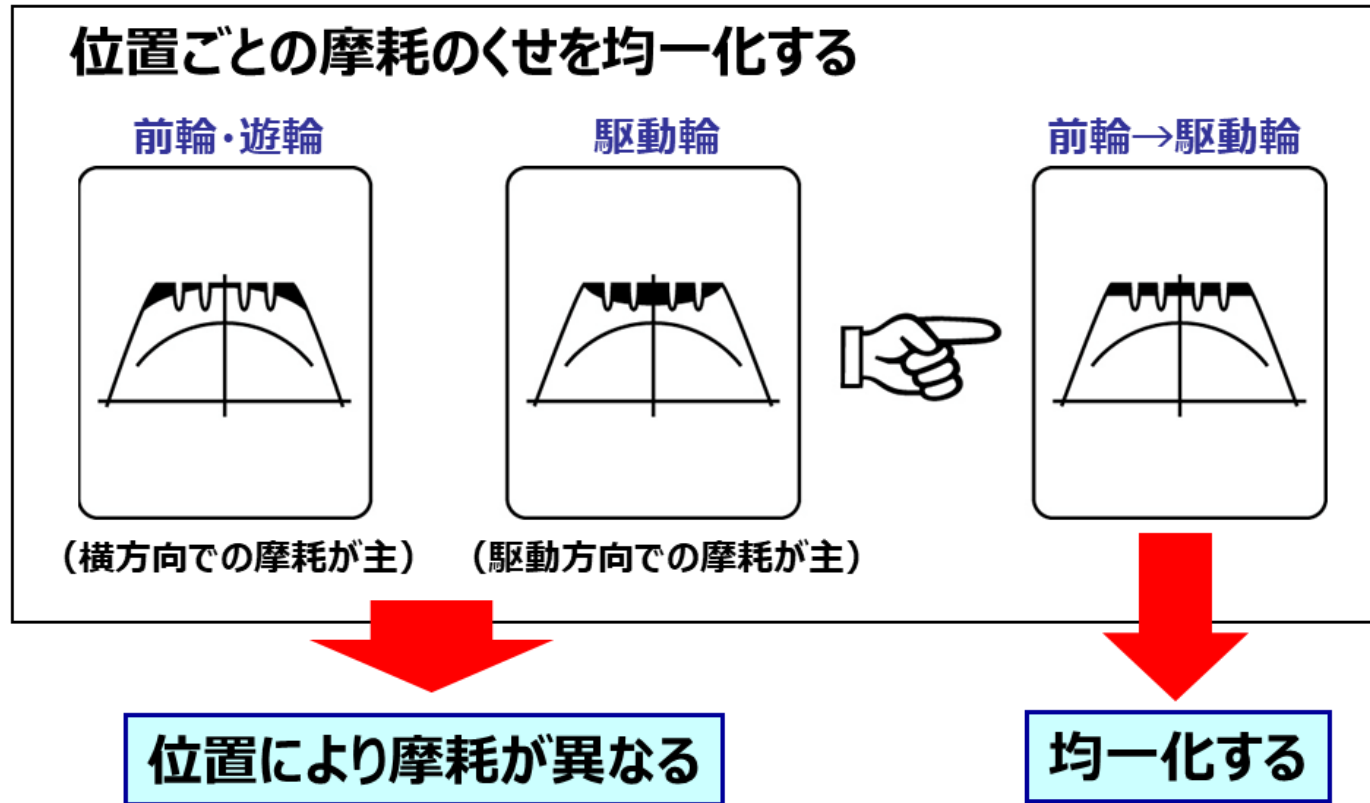 位置ごとの摩耗のくせを均一化する
前輪・遊輪
駆動輪
前輪→駆動輪
（横方向での摩耗が主）
（駆動方向での摩耗が主）
位置により摩耗が異なる
均一化する